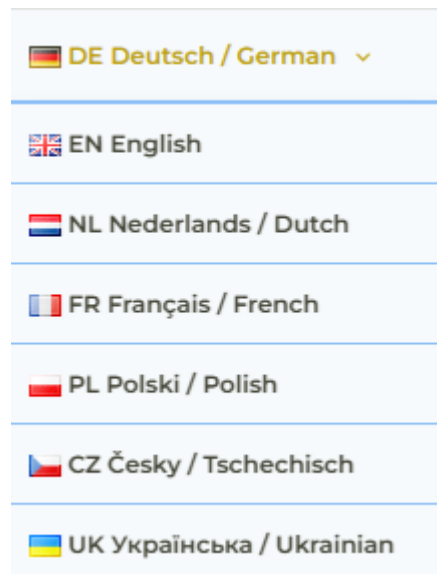 DE Deutsch / German
EN English
NL Nederlands / Dutch
FR Français / French
PL Polski / Polish
CZ Česky / Tschechisch
UK Українська / Ukrainian